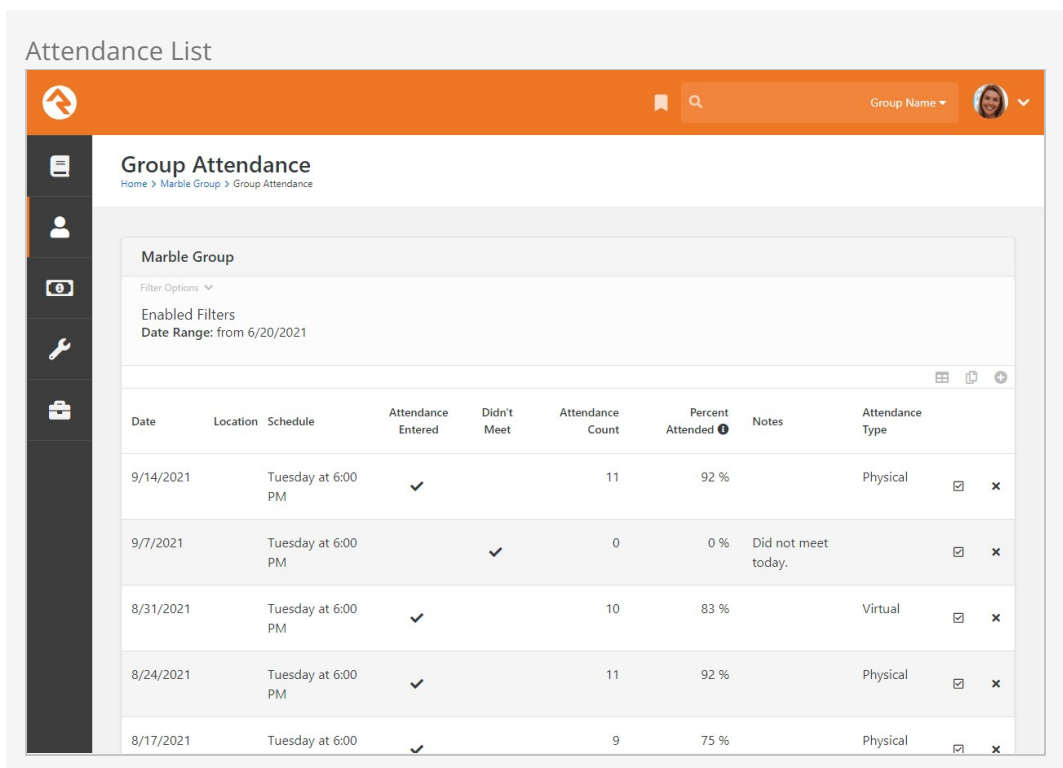 Attendance List
Group Name
Group Attendance
Home > Marble Group > Group Attendance
Marble Group
Filter Options
Enabled Filters
Date Range: from 6/20/2021
Date Location Schedule Attendance Entered Didn't Meet Attendance Count Percent Attended Notes Attendance Type
9/14/2021 Tuesday at 6:00 PM 11 92 % Physical
9/7/2021 Tuesday at 6:00 PM 0 0 % Did not meet today.
8/31/2021 Tuesday at 6:00 PM 10 83 % Virtual
8/24/2021 Tuesday at 6:00 PM 11 92 % Physical
8/17/2021 Tuesday at 6:00 9 75 % Physical